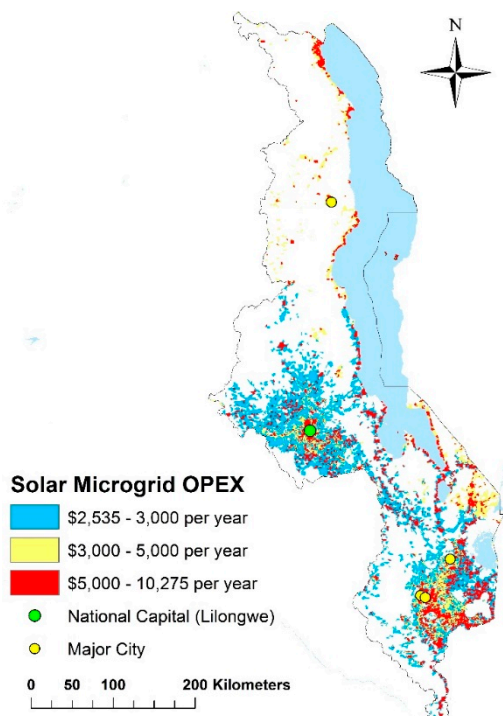 N
Solar Microgrid OPEX
$2,535 - 3,000 per year
$3,000 - 5,000 per year
$5,000 - 10,275 per year
National Capital (Lilongwe)
Major City
0 50 100 200 Kilometers